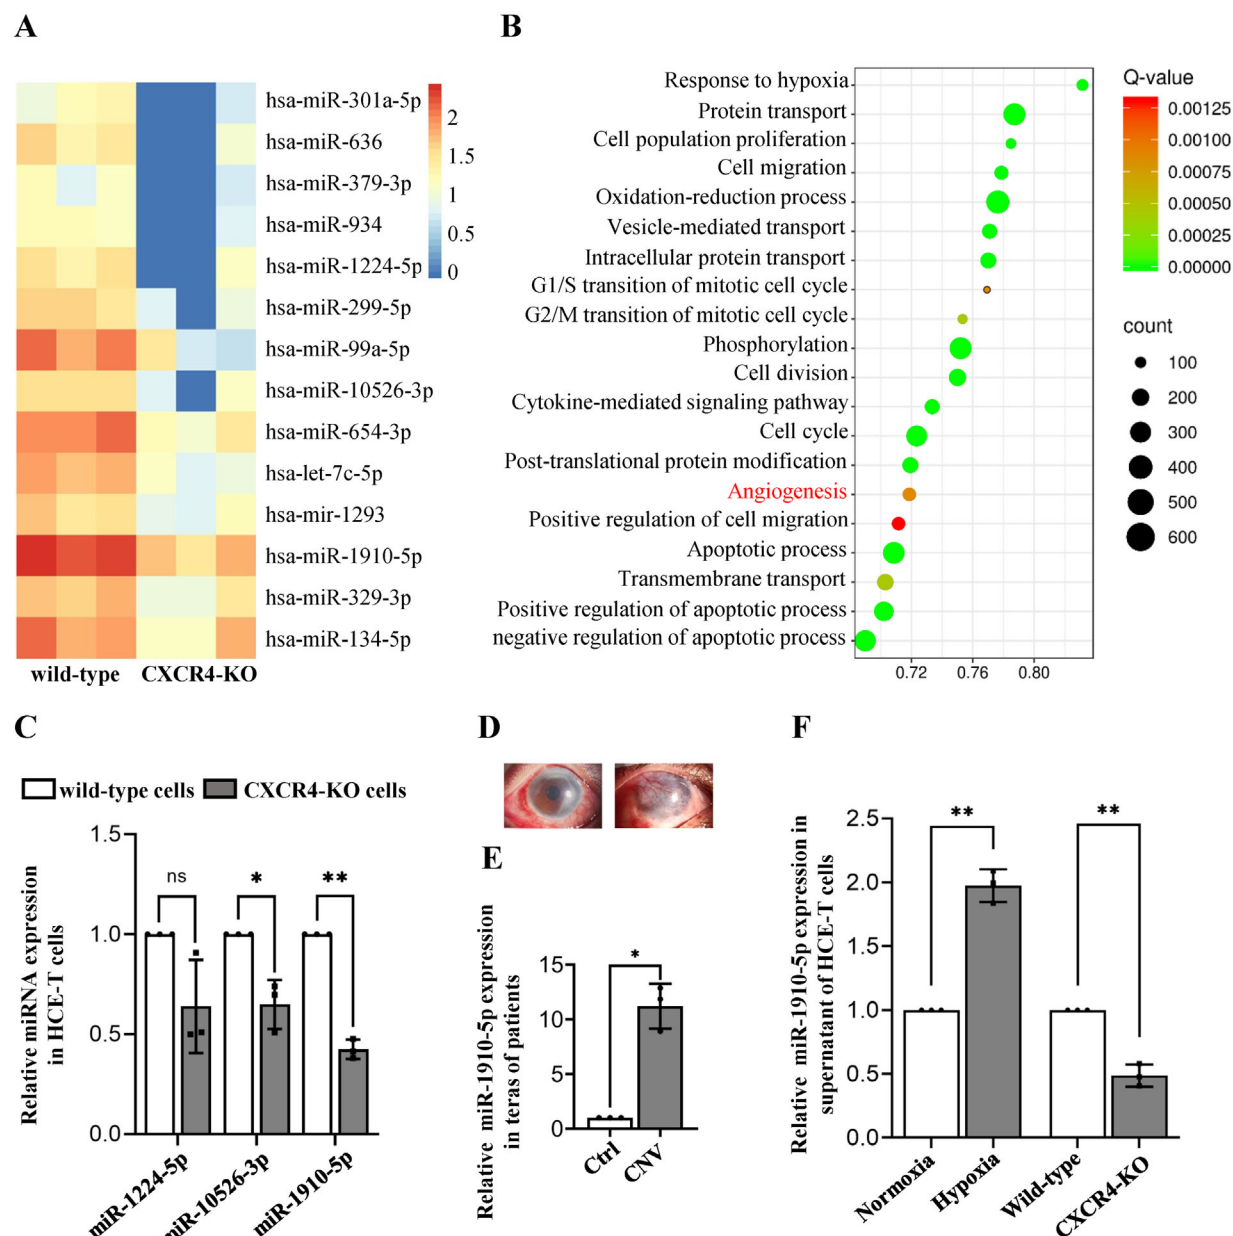 A
hsa-miR-301a-5p
hsa-miR-636
hsa-miR-379-3p
hsa-miR-934
hsa-miR-1224-5p
hsa-miR-299-5p
hsa-miR-99a-5p
hsa-miR-10526-3p
hsa-miR-654-3p
hsa-let-7c-5p
hsa-mir-1293
hsa-miR-1910-5p
hsa-miR-329-3p
hsa-miR-134-5p
2
1.5
1
0.5
0
wild-type CXCR4-KO
B
Response to hypoxia
Protein transport
Cell population proliferation
Cell migration
Oxidation-reduction process
Vesicle-mediated transport
Intracellular protein transport
G1/S transition of mitotic cell cycle
G2/M transition of mitotic cell cycle
Phosphorylation
Cell division
Cytokine-mediated signaling pathway
Cell cycle
Post-translational protein modification
Angiogenesis
Positive regulation of cell migration
Apoptotic process
Transmembrane transport
Positive regulation of apoptotic process
negative regulation of apoptotic process
0.72 0.76 0.80
Q-value
0.00125
0.00100
0.00075
0.00050
0.00025
0.00000
count
100
200
300
400
500
600
C
wild-type cells CXCR4-KO cells
Relative miRNA expression
in HCE-T cells
1.5
1.0
0.5
0.0
ns * **
miR-1224-5p
miR-10526-3p
miR-1910-5p
D
E
Relative miR-1910-5p expression
in teras of patients
15
10
5
0
*
Ctrl
CNV
F
Relative miR-1910-5p expression in
supernatant of HCE-T cells
2.5
2.0
1.5
1.0
0.5
0.0
** **
Normoxia
Hypoxia
Wild-type
CXCR4-KO